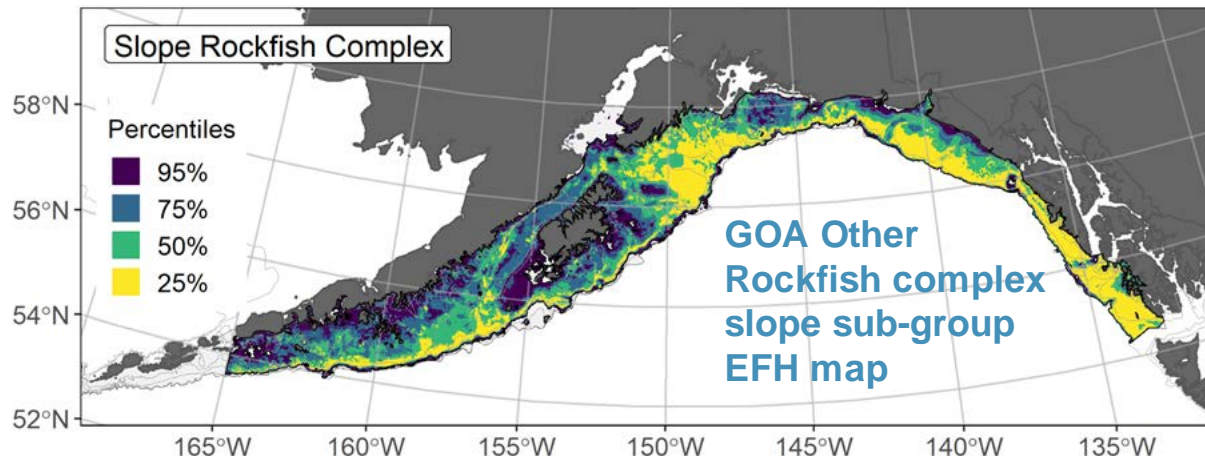 Slope Rockfish Complex
58°N
Percentiles
95%
75%
56°N
50%
25%
GOA Other
Rockfish complex
slope sub-group
EFH map
54°N
52°N
165°W 160°W 155°W 150°W 145°W 140°W 135°W